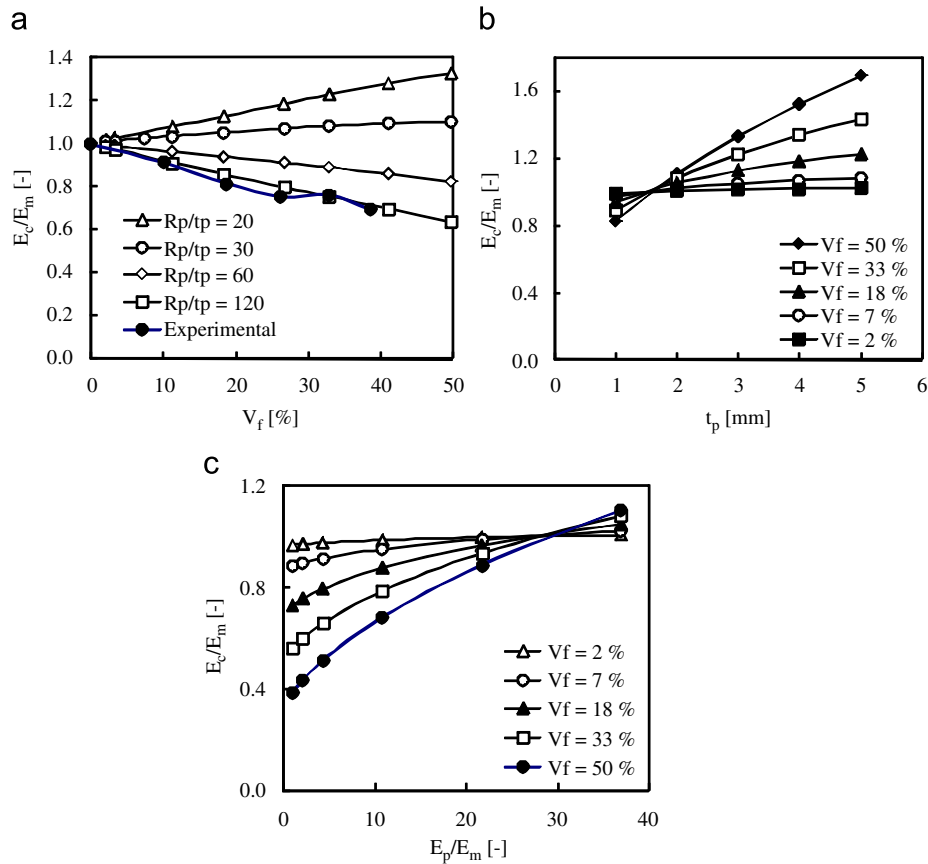 a
1.4
1.2
1.0
0.8
0.6
0.4
0.2
0.0
E_c/E_m [-]
Rp/tp = 20
Rp/tp = 30
Rp/tp = 60
Rp/tp = 120
Experimental
0 10 20 30 40 50
V_f [%]
b
1.6
1.2
0.8
0.4
0.0
E_c/E_m [-]
Vf = 50 %
Vf = 33 %
Vf = 18 %
Vf = 7 %
Vf = 2 %
0 1 2 3 4 5 6
t_p [mm]
c
1.2
0.8
0.4
0.0
E_c/E_m [-]
Vf = 2 %
Vf = 7 %
Vf = 18 %
Vf = 33 %
Vf = 50 %
0 10 20 30 40
E_p/E_m [-]